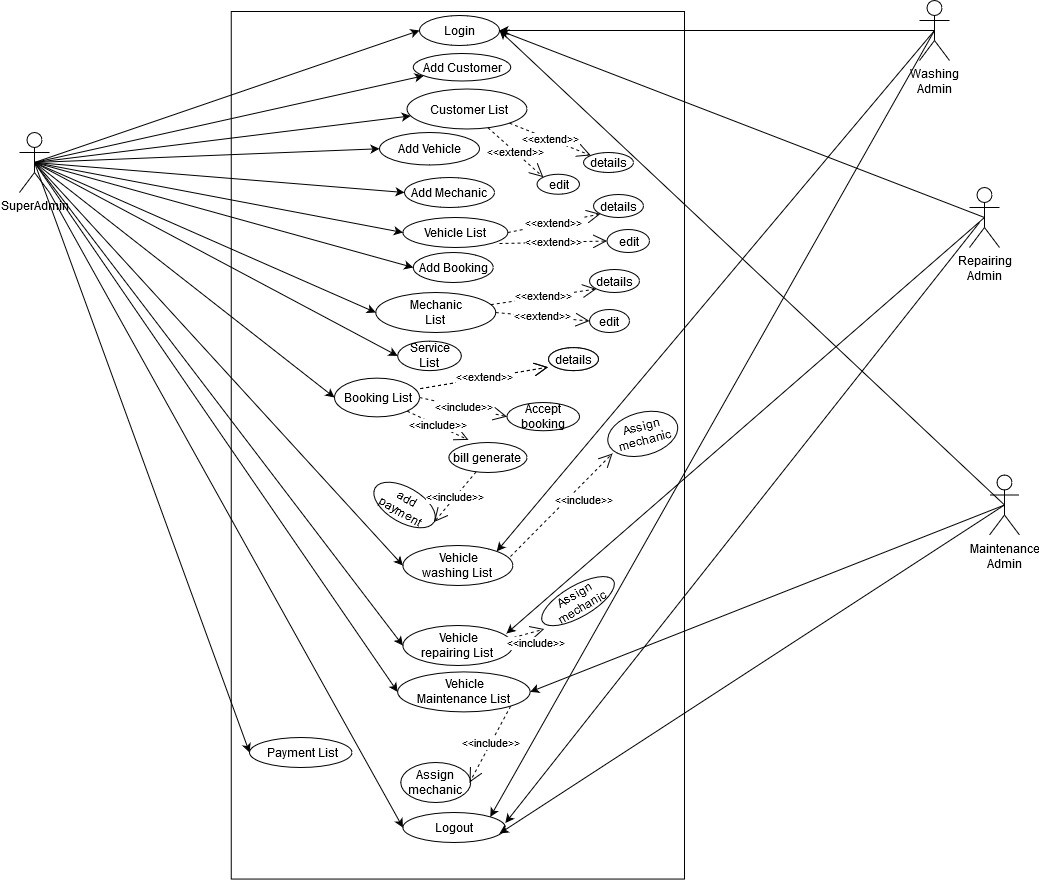 Login
Washing
Admin
Add Customer
Customer List
<<extend>>
Add Vehicle
<<extend>>
details
edit
Add Mechanic
SuperAdmin
details
<<extend>>
Vehicle List
<<extend>>
edit
Repairing
Admin
Add Booking
details
<<extend>>
Mechanic
List
<<extend>>
edit
Service
List
details
<<extend>>
Booking List
<<include>>
Accept
booking
<<include>>
Assign
mechanic
bill generate
add
payment
<<include>>
<<include>>
Vehicle
washing List
Maintenance
Admin
Assign
mechanic
Vehicle
repairing List
<<include>>
Vehicle
Maintenance List
<<include>>
Payment List
Assign
mechanic
Logout